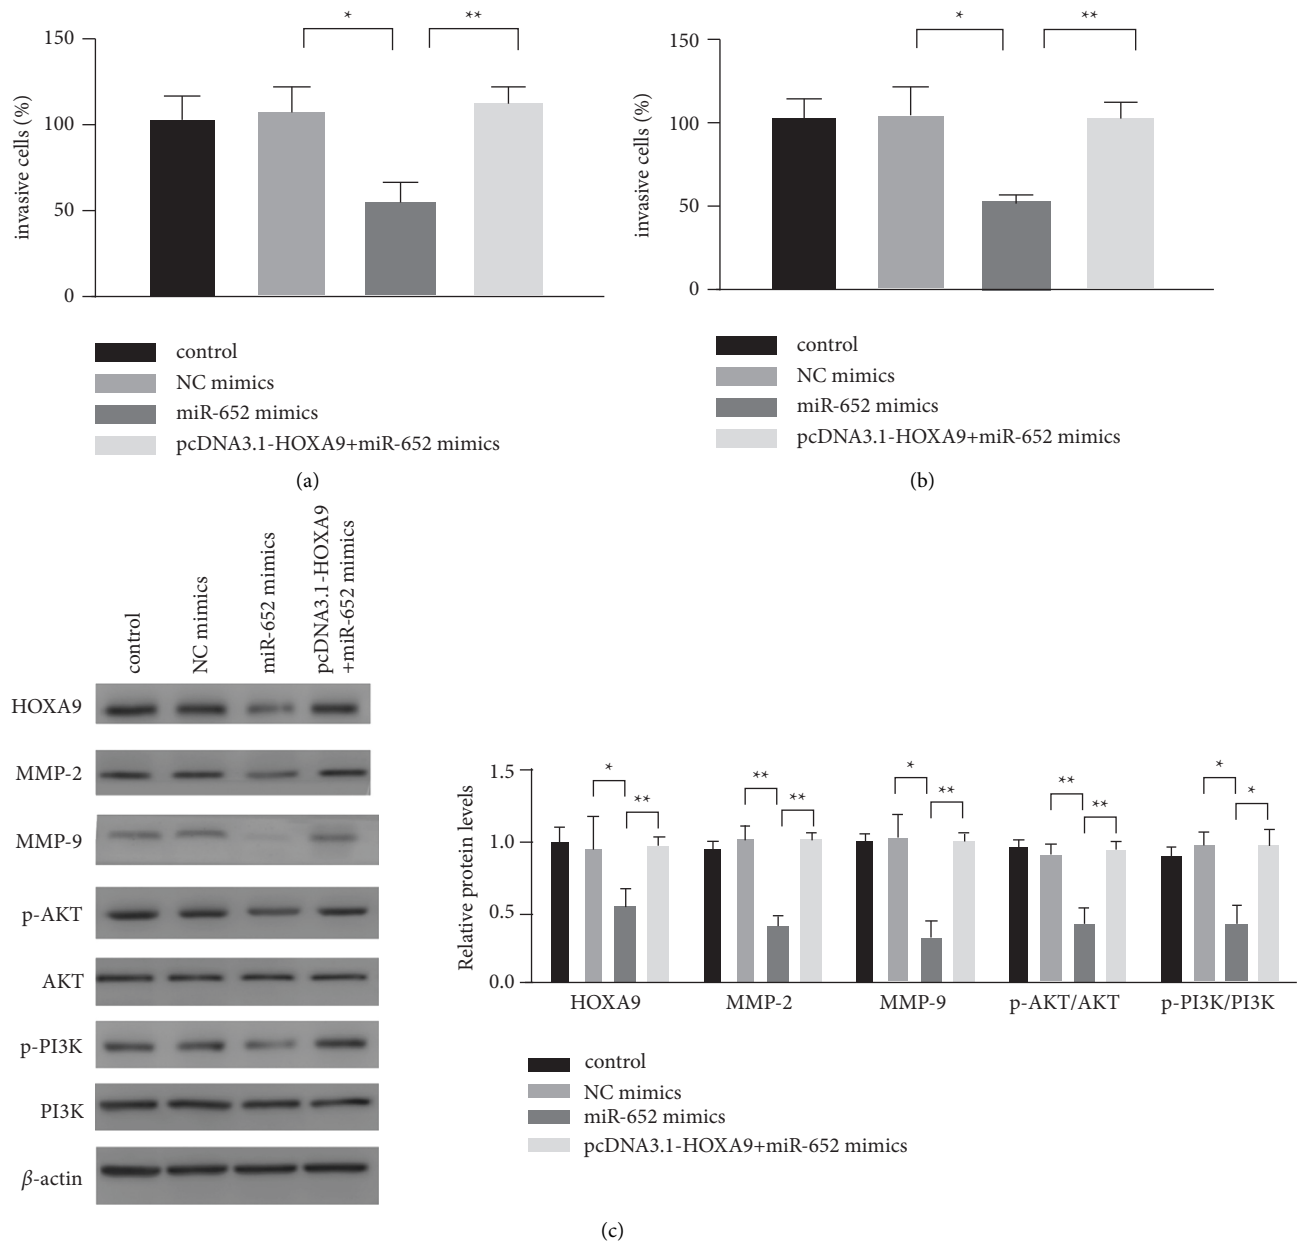 *
**
150
100
50
0
invasive cells (%)
control
NC mimics
miR-652 mimics
pcDNA3.1-HOXA9+miR-652 mimics
(a)
*
**
150
100
50
0
invasive cells (%)
control
NC mimics
miR-652 mimics
pcDNA3.1-HOXA9+miR-652 mimics
(b)
control
NC mimics
miR-652 mimics
pcDNA3.1-HOXA9
+miR-652 mimics
HOXA9
MMP-2
MMP-9
p-AKT
AKT
p-PI3K
PI3K
β-actin
1.5
1.0
0.5
0.0
Relative protein levels
*
**
**
**
*
**
**
**
*
*
HOXA9
MMP-2
MMP-9
p-AKT/AKT
p-PI3K/PI3K
control
NC mimics
miR-652 mimics
pcDNA3.1-HOXA9+miR-652 mimics
(c)